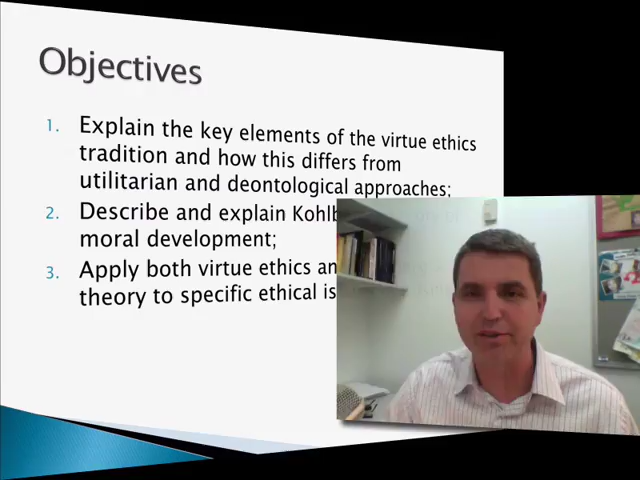 Objectives
1. Explain the key elements of the virtue ethics
tradition and how this differs from
utilitarian and deontological approaches;
2. Describe and explain
moral development;
3. Apply both virtue ethics
theory to specific ethical